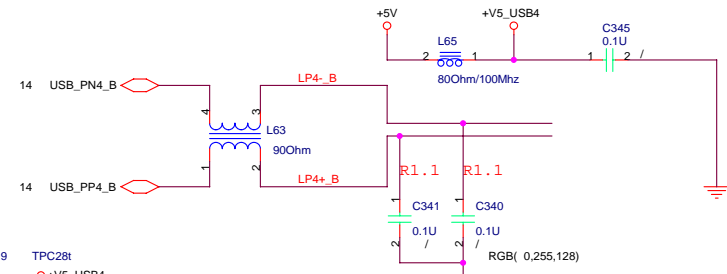 +5V
+V5_USB4
C345
0.1U
L65
2
1
1
2
/
80Ohm/100Mhz
14
USB_PN4_B
LP4-_B
4
3
L63
90Ohm
1
2
14
USB_PP4_B
LP4+_B
R1.1
R1.1
1
1
C341
C340
0.1U
0.1U
2
/
2
/
RGB( 0,255,128)
9
TPC28t
+V5_USB4